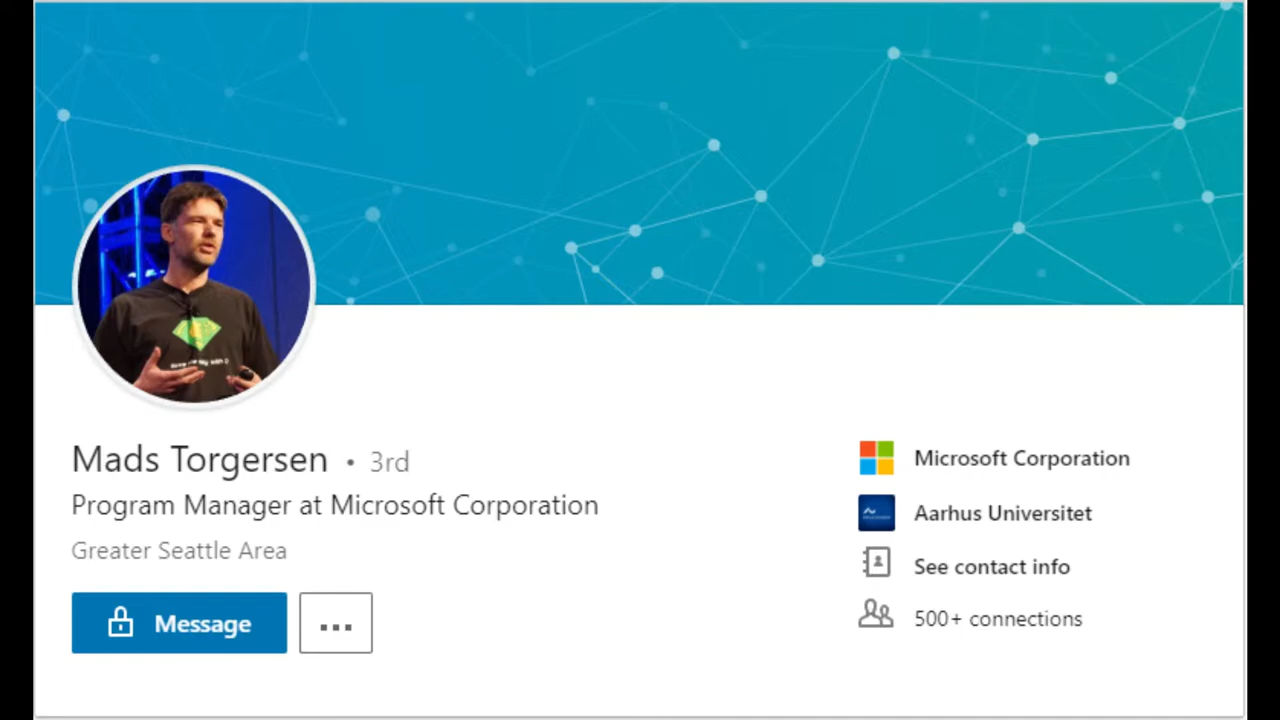 Mads Torgersen • 3rd
Program Manager at Microsoft Corporation
Greater Seattle Area
Message
...
Microsoft Corporation
Aarhus Universitet
See contact info
500+ connections